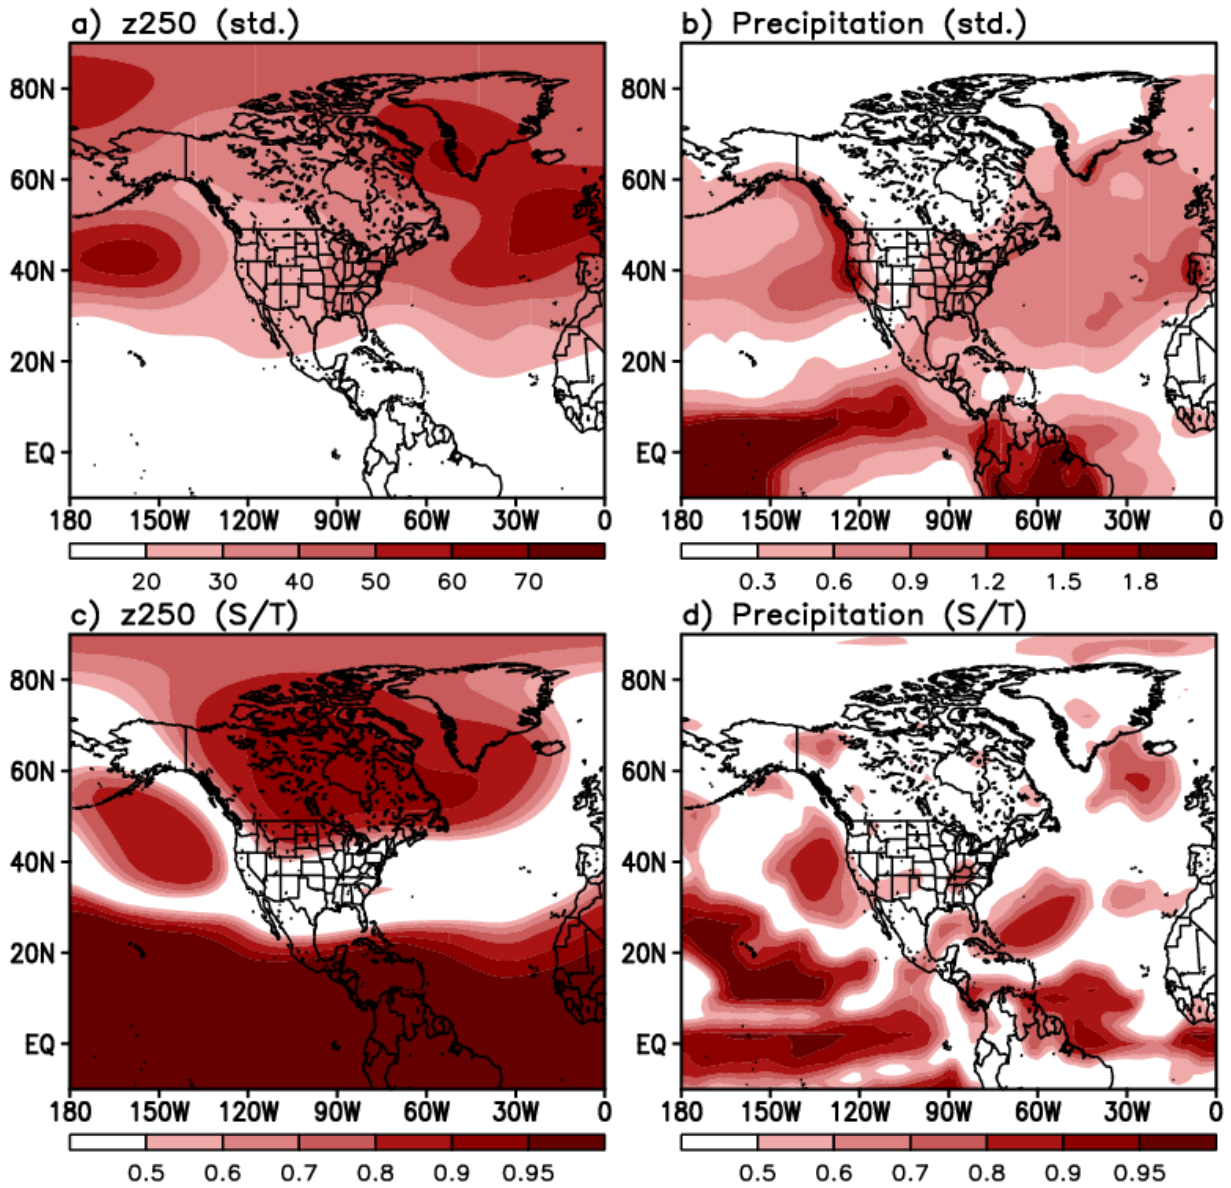 a) z250 (std.)
b) Precipitation (std.)
80N
60N
40N
20N
EQ
180 150W 120W 90W 60W 30W 0
20 30 40 50 60 70
80N
60N
40N
20N
EQ
180 150W 120W 90W 60W 30W 0
0.3 0.6 0.9 1.2 1.5 1.8
c) z250 (S/T)
d) Precipitation (S/T)
80N
60N
40N
20N
EQ
180 150W 120W 90W 60W 30W 0
0.5 0.6 0.7 0.8 0.9 0.95
80N
60N
40N
20N
EQ
180 150W 120W 90W 60W 30W 0
0.5 0.6 0.7 0.8 0.9 0.95